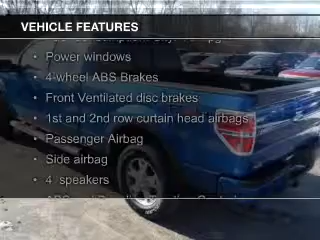 VEHICLE FEATURES
• Power windows
• 4-wheel ABS Brakes
• Front Ventilated disc brakes
• 1st and 2nd row curtain head airbags
• Passenger Airbag
• Side airbag
• 4 speakers